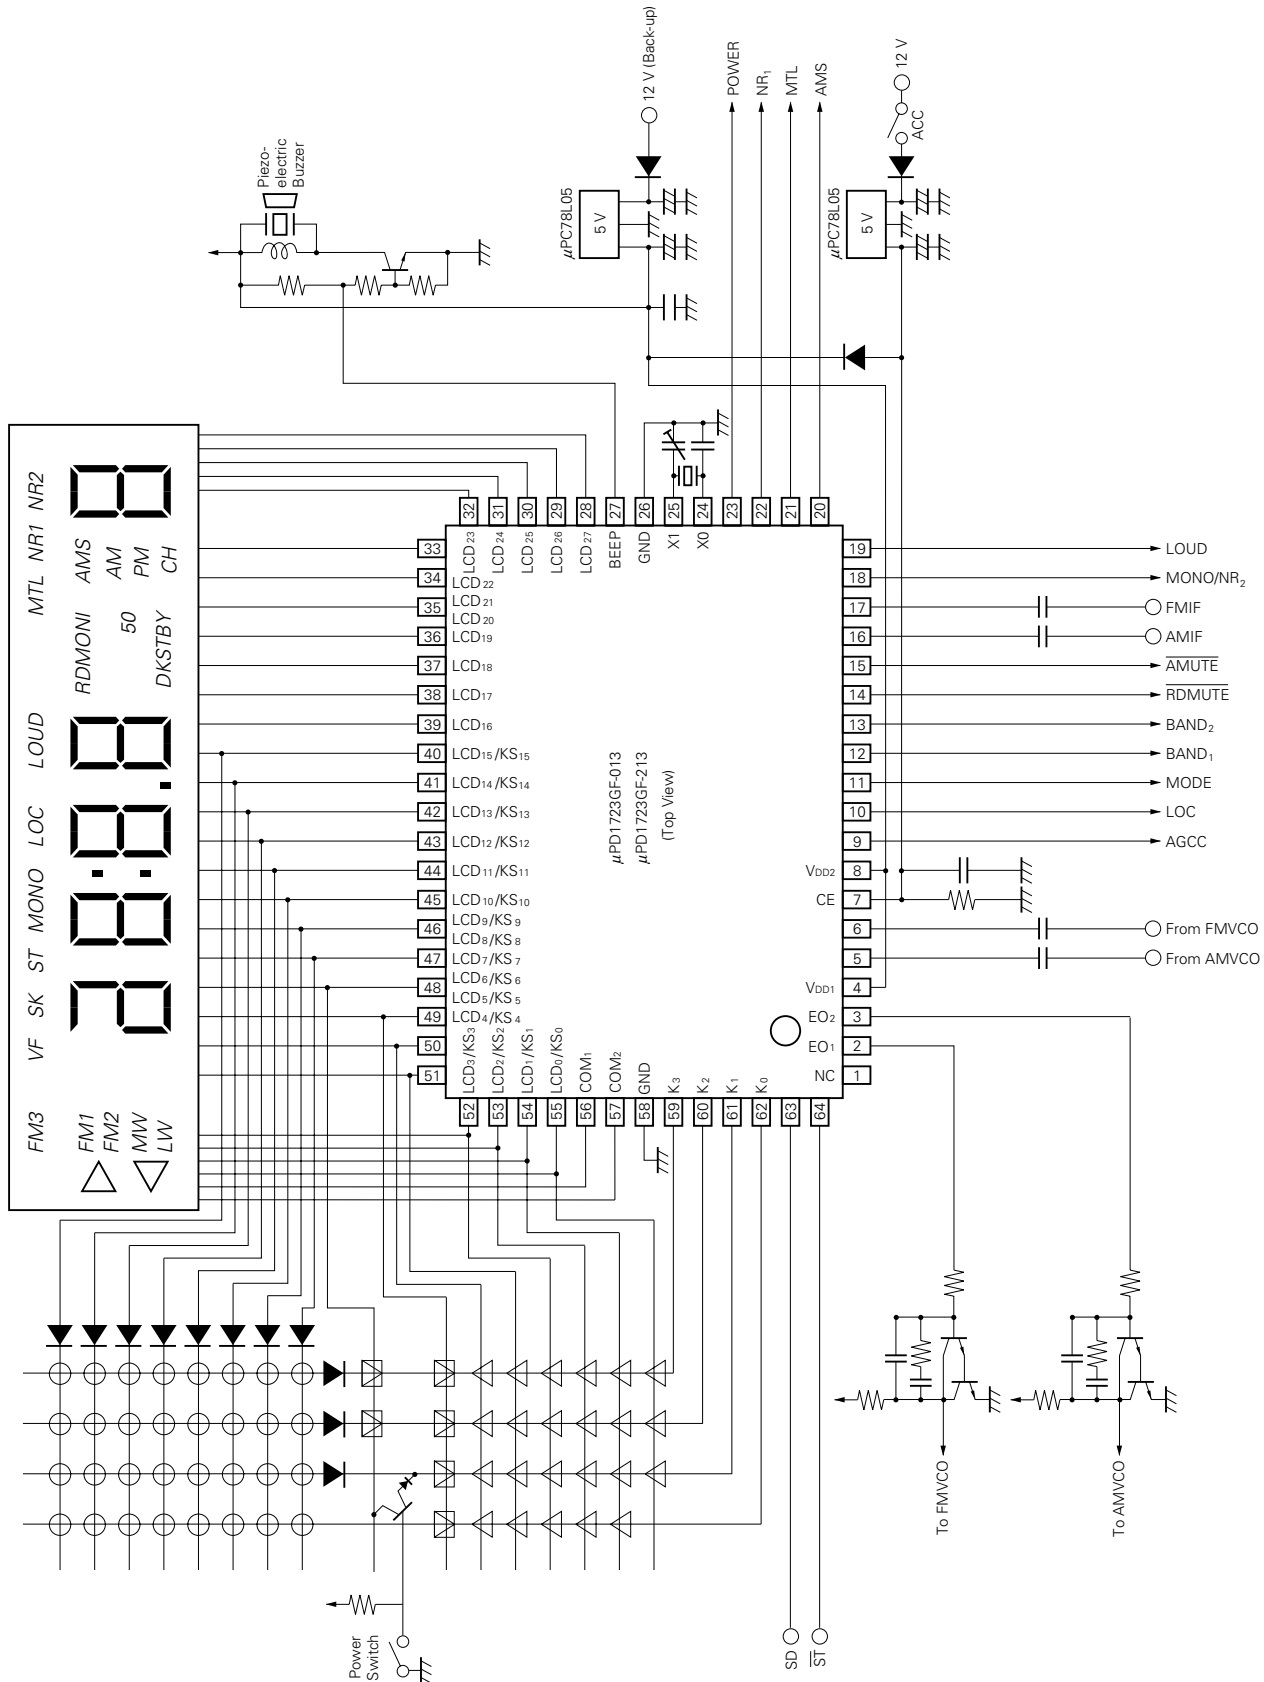 12 V (Back-up)
POWER
NR1
MTL
AMS
12 V
ACC
Piezo-
electric
Buzzer
µPC78L05
5 V
µPC78L05
5 V
MTL NR1 NR2
AMS
AM
PM
CH
RDMONI
50
DKSTBY
LOUD
LOC
MONO
ST
SK
VF
FM3
FM1
FM2
MW
LW
32
31
30
29
28
27
26
25
24
23
22
21
20
LCD23
LCD24
LCD25
LCD26
LCD27
BEEP
GND
X1
X0
33
34
35
36
37
38
39
40
41
42
43
44
45
46
47
48
49
50
51
LCD22
LCD21
LCD20
LCD19
LCD18
LCD17
LCD16
LCD15/KS15
LCD14/KS14
LCD13/KS13
LCD12/KS12
LCD11/KS11
LCD10/KS10
LCD9/KS9
LCD8/KS8
LCD7/KS7
LCD6/KS6
LCD5/KS5
LCD4/KS4
µPD1723GF-013
µPD1723GF-213
(Top View)
19 LOUD
18 MONO/NR2
17 FMIF
16 AMIF
15 AMUTE
14 RDMUTE
13 BAND2
12 BAND1
11 MODE
10 LOC
9 AGCC
VDD2 8
CE 7
6 From FMVCO
5 From AMVCO
VDD1 4
EO2 3
EO1 2
NC 1
LCD3/KS3
LCD2/KS2
LCD1/KS1
LCD0/KS0
COM1
COM2
GND
K3
K2
K1
K0
52
53
54
55
56
57
58
59
60
61
62
63
64
To FMVCO
To AMVCO
Power
Switch
SD
ST